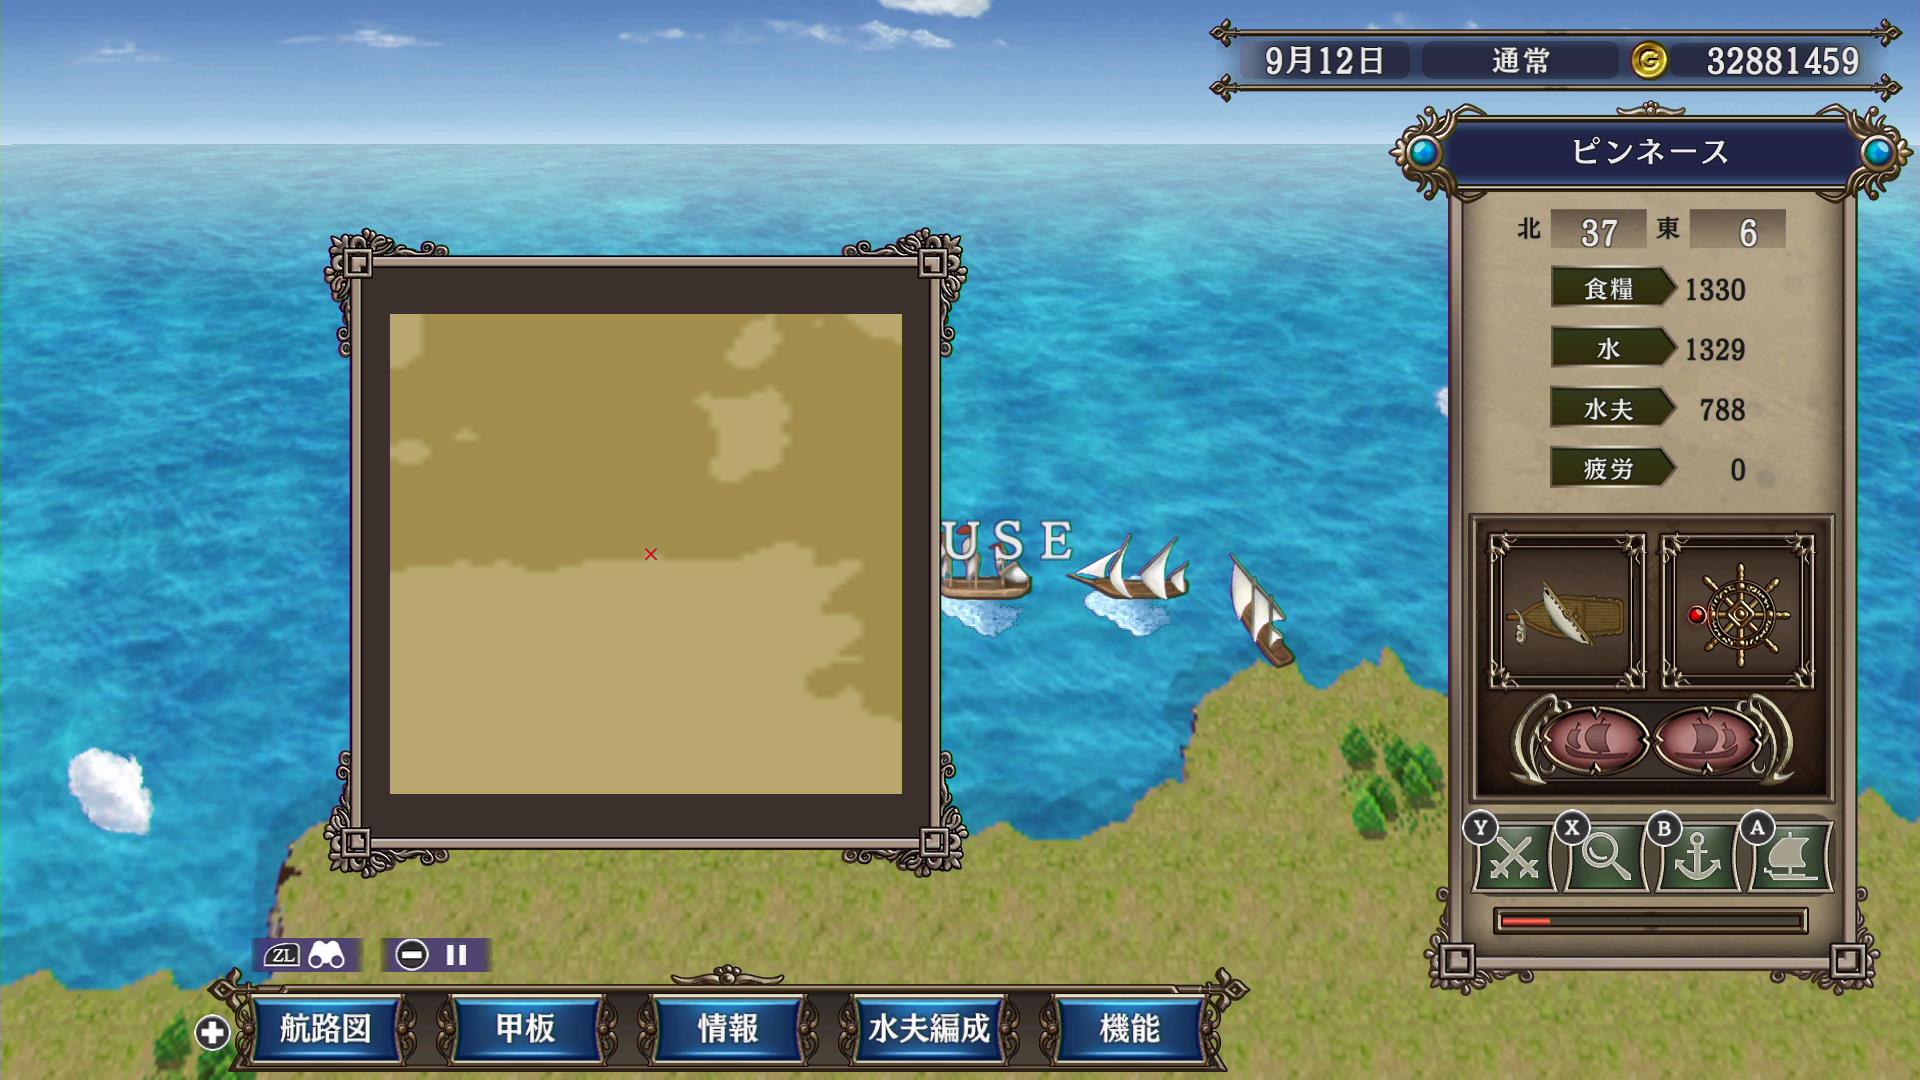 9月12日 通常 32881459
ピンネース
北 37 東 6
食糧 1330
水 1329
水夫 788
疲労 0
USE
Y X B A
ZL
航路図 甲板 情報 水夫編成 機能